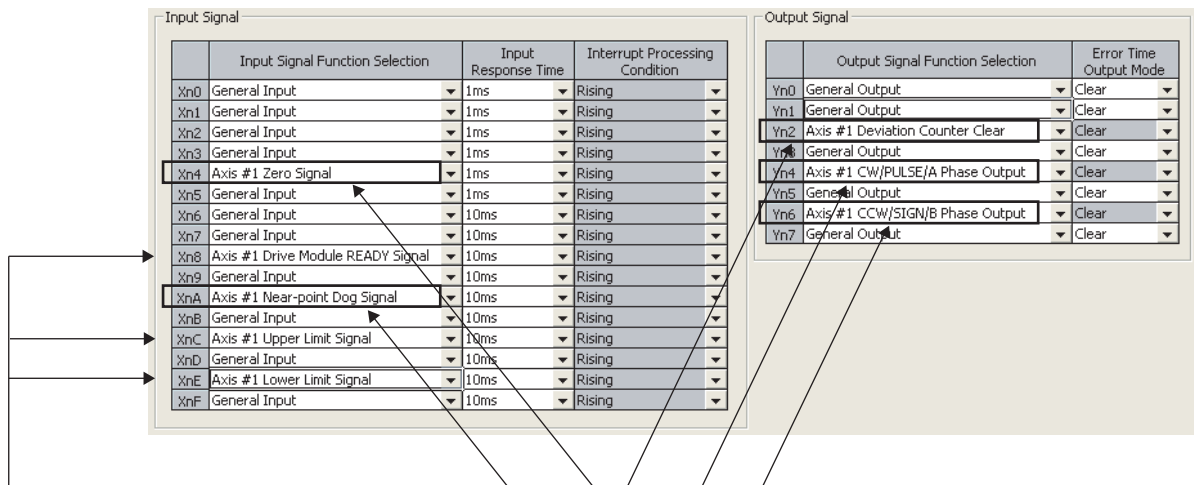 Input Signal
Input Signal Function Selection Input Response Time Interrupt Processing Condition
Xn0 General Input 1ms Rising
Xn1 General Input 1ms Rising
Xn2 General Input 1ms Rising
Xn3 General Input 1ms Rising
Xn4 Axis #1 Zero Signal 1ms Rising
Xn5 General Input 1ms Rising
Xn6 General Input 10ms Rising
Xn7 General Input 10ms Rising
Xn8 Axis #1 Drive Module READY Signal 10ms Rising
Xn9 General Input 10ms Rising
XnA Axis #1 Near-point Dog Signal 10ms Rising
XnB General Input 10ms Rising
XnC Axis #1 Upper Limit Signal 10ms Rising
XnD General Input 10ms Rising
XnE Axis #1 Lower Limit Signal 10ms Rising
XnF General Input 10ms Rising
Output Signal
Output Signal Function Selection Error Time Output Mode
Yn0 General Output Clear
Yn1 General Output Clear
Yn2 Axis #1 Deviation Counter Clear Clear
Yn3 General Output Clear
Yn4 Axis #1 CW/PULSE/A Phase Output Clear
Yn5 General Output Clear
Yn6 Axis #1 CCW/SIGN/B Phase Output Clear
Yn7 General Output Clear